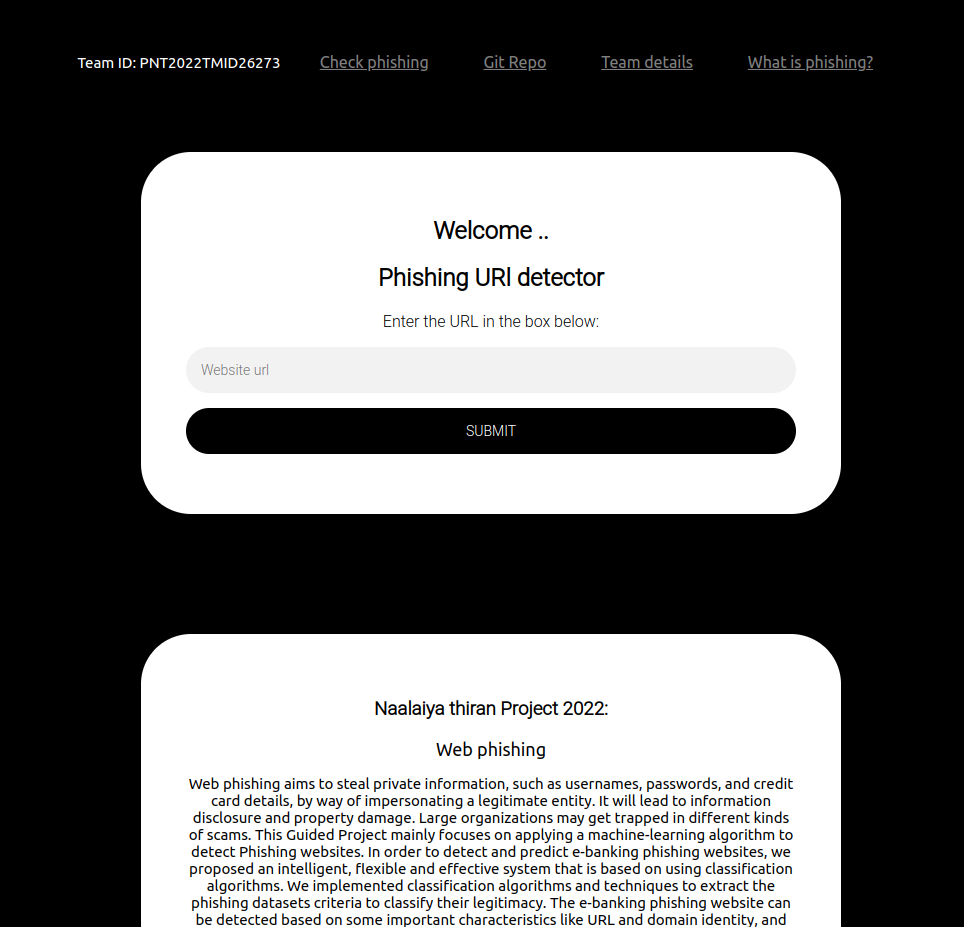 Team ID: PNT2022TMID26273 Check phishing Git Repo Team details What is phishing?
Welcome ..
Phishing URl detector
Enter the URL in the box below:
Website url
SUBMIT
Naalaiya thiran Project 2022:
Web phishing
Web phishing aims to steal private information, such as usernames, passwords, and credit
card details, by way of impersonating a legitimate entity. It will lead to information
disclosure and property damage. Large organizations may get trapped in different kinds
of scams. This Guided Project mainly focuses on applying a machine-learning algorithm to
detect Phishing websites. In order to detect and predict e-banking phishing websites, we
proposed an intelligent, flexible and effective system that is based on using classification
algorithms. We implemented classification algorithms and techniques to extract the
phishing datasets criteria to classify their legitimacy. The e-banking phishing website can
be detected based on some important characteristics like URL and domain identity, and